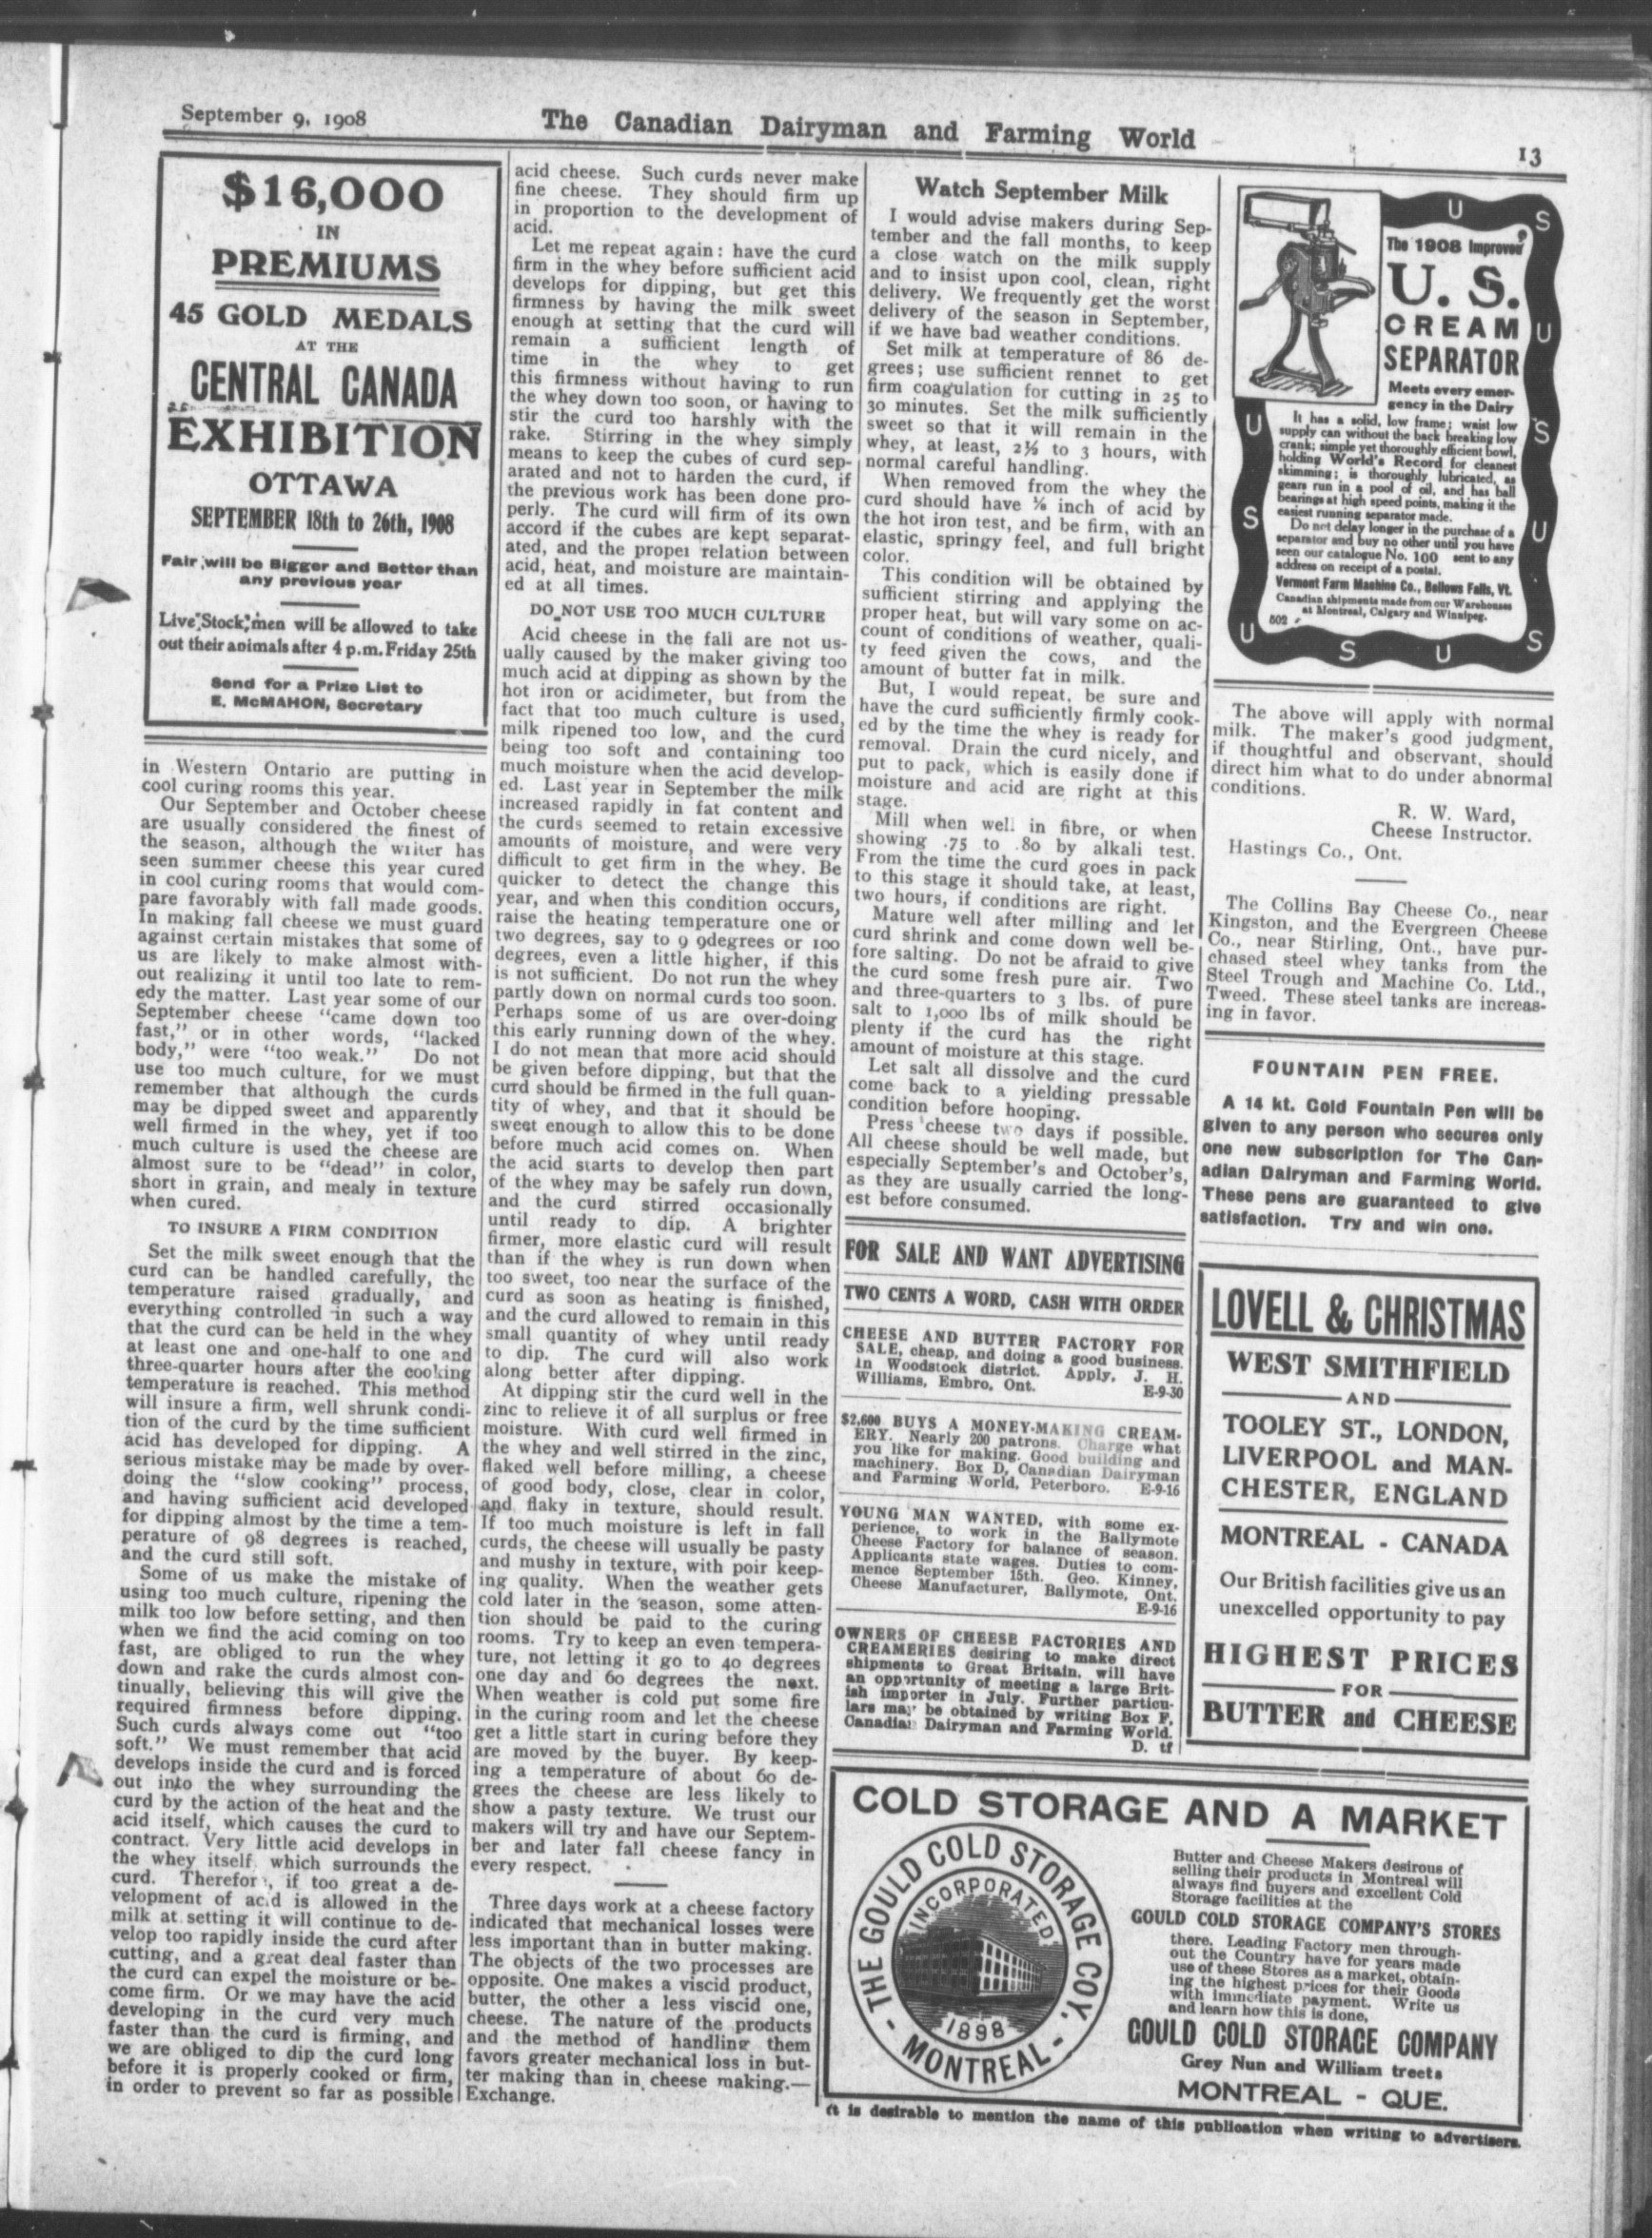 September 9, 1908
The Canadian Dairyman and Farming World
13
$16,000
IN
PREMIUMS
45 GOLD MEDALS
AT THE
CENTRAL CANADA
EXHIBITION
OTTAWA
SEPTEMBER 18th to 26th, 1908
Fair will be Bigger and Better than
any previous year
Live Stock men will be allowed to take
out their animals after 4 p.m. Friday 25th
Send for a Prize List to
E. McMAHON, Secretary
in Western Ontario are putting in
cool curing rooms this year.
Our September and October cheese
are usually considered the finest of
the season, although the writer has
seen summer cheese this year cured
in cool curing rooms that would com-
pare favorably with fall made goods.
In making fall cheese we must guard
against certain mistakes that some of
us are likely to make almost with-
out realizing it until too late to rem-
edy the matter. Last year some of our
September cheese "came down too
fast," or in other words, "lacked
body," were "too weak." Do not
use too much culture, for we must
remember that although the curds
may be dipped sweet and apparently
well firmed in the whey, yet if too
much culture is used the cheese are
almost sure to be "dead" in color,
short in grain, and mealy in texture
when cured.
TO INSURE A FIRM CONDITION
Set the milk sweet enough that the
curd can be handled carefully, the
temperature raised gradually, and
everything controlled in such a way
that the curd can be held in the whey
at least one and one-half to one and
three-quarter hours after the cooking
temperature is reached. This method
will insure a firm, well shrunk condi-
tion of the curd by the time sufficient
acid has developed for dipping. A
serious mistake may be made by over-
doing the "slow cooking" process,
and having sufficient acid developed
for dipping almost by the time a tem-
perature of 98 degrees is reached,
and the curd still soft.
Some of us make the mistake of
using too much culture, ripening the
milk too low before setting, and then
when we find the acid coming on too
fast, are obliged to run the whey
down and rake the curds almost con-
tinually, believing this will give the
required firmness before dipping.
Such curds always come out "too
soft." We must remember that acid
develops inside the curd and is forced
out into the whey surrounding the
curd by the action of the heat and the
acid itself, which causes the curd to
contract. Very little acid develops in
the whey itself which surrounds the
curd. Therefor, if too great a de-
velopment of acid is allowed in the
milk at setting it will continue to de-
velop too rapidly inside the curd after
cutting, and a great deal faster than
the curd can expel the moisture or be-
come firm. Or we may have the acid
developing in the curd very much
faster than the curd is firming, and
we are obliged to dip the curd long
before it is properly cooked or firm,
in order to prevent so far as possible
acid cheese. Such curds never make
fine cheese. They should firm up
in proportion to the development of
acid.
Let me repeat again: have the curd
firm in the whey before sufficient acid
develops for dipping, but get this
firmness by having the milk sweet
enough at setting that the curd will
remain a sufficient length of
time in the whey to get
this firmness without having to run
the whey down too soon, or having to
stir the curd too harshly with the
rake. Stirring in the whey simply
means to keep the cubes of curd sep-
arated and not to harden the curd, if
the previous work has been done pro-
perly. The curd will firm of its own
accord if the cubes are kept separat-
ated, and the proper relation between
acid, heat, and moisture are maintain-
ed at all times.
DO NOT USE TOO MUCH CULTURE
Acid cheese in the fall are not us-
ually caused by the maker giving too
much acid at dipping as shown by the
hot iron or acidimeter, but from the
fact that too much culture is used,
milk ripened too low, and the curd
being too soft and containing too
much moisture when the acid develop-
ed. Last year in September the milk
increased rapidly in fat content and
the curds seemed to retain excessive
amounts of moisture, and were very
difficult to get firm in the whey. Be
quicker to detect the change this
year, and when this condition occurs,
raise the heating temperature one or
two degrees, say to 9 9degrees or 100
degrees, even a little higher, if this
is not sufficient. Do not run the whey
partly down on normal curds too soon.
Perhaps some of us are over-doing
this early running down of the whey.
I do not mean that more acid should
be given before dipping, but that the
curd should be firmed in the full quan-
tity of whey, and that it should be
sweet enough to allow this to be done
before much acid comes on. When
the acid starts to develop then part
of the whey may be safely run down,
and the curd stirred occasionally
until ready to dip. A brighter
firmer, more elastic curd will result
than if the whey is run down when
too sweet, too near the surface of the
curd as soon as heating is finished,
and the curd allowed to remain in this
small quantity of whey until ready
to dip. The curd will also work
along better after dipping.
At dipping stir the curd well in the
zinc to relieve it of all surplus or free
moisture. With curd well firmed in
the whey and well stirred in the zinc,
flaked well before milling, a cheese
of good body, close, clear in color,
and flaky in texture, should result.
If too much moisture is left in fall
curds, the cheese will usually be pasty
and mushy in texture, with poir keep-
ing quality. When the weather gets
cold later in the season, some atten-
tion should be paid to the curing
rooms. Try to keep an even tempera-
ture, not letting it go to 40 degrees
one day and 60 degrees the next.
When weather is cold put some fire
in the curing room and let the cheese
get a little start in curing before they
are moved by the buyer. By keep-
ing a temperature of about 60 de-
grees the cheese are less likely to
show a pasty texture. We trust our
makers will try and have our Septem-
ber and later fall cheese fancy in
every respect.
Three days work at a cheese factory
indicated that mechanical losses were
less important than in butter making.
The objects of the two processes are
opposite. One makes a viscid product,
butter, the other a less viscid one,
cheese. The nature of the products
and the method of handling them
favors greater mechanical loss in but-
ter making than in cheese making.—
Exchange.
Watch September Milk
I would advise makers during Sep-
tember and the fall months, to keep
a close watch on the milk supply
and to insist upon cool, clean, right
delivery. We frequently get the worst
delivery of the season in September,
if we have bad weather conditions.
Set milk at temperature of 86 de-
grees; use sufficient rennet to get
firm coagulation for cutting in 25 to
30 minutes. Set the milk sufficiently
sweet so that it will remain in the
whey, at least, 2½ to 3 hours, with
normal careful handling.
When removed from the whey the
curd should have ⅛ inch of acid by
the hot iron test, and be firm, with an
elastic, springy feel, and full bright
color.
This condition will be obtained by
sufficient stirring and applying the
proper heat, but will vary some on ac-
count of conditions of weather, quali-
ty feed given the cows, and the
amount of butter fat in milk.
But, I would repeat, be sure and
have the curd sufficiently firmly cook-
ed by the time the whey is ready for
removal. Drain the curd nicely, and
put to pack, which is easily done if
moisture and acid are right at this
stage.
Mill when well in fibre, or when
showing .75 to .80 by alkali test.
From the time the curd goes in pack
to this stage it should take, at least,
two hours, if conditions are right.
Mature well after milling and let
curd shrink and come down well be-
fore salting. Do not be afraid to give
the curd some fresh pure air. Two
and three-quarters to 3 lbs. of pure
salt to 1,000 lbs of milk should be
plenty if the curd has the right
amount of moisture at this stage.
Let salt all dissolve and the curd
come back to a yielding pressable
condition before hooping.
Press cheese two days if possible.
All cheese should be well made, but
especially September's and October's,
as they are usually carried the long-
est before consumed.
FOR SALE AND WANT ADVERTISING
TWO CENTS A WORD, CASH WITH ORDER
CHEESE AND BUTTER FACTORY FOR
SALE, cheap, and doing a good business.
in Woodstock district. Apply, J. H.
Williams, Embro, Ont. E-9-30
$2,600 BUYS A MONEY-MAKING CREAM-
ERY. Nearly 200 patrons. Charge what
you like for making. Good building and
machinery. Box D, Canadian Dairyman
and Farming World, Peterboro. E-9-16
YOUNG MAN WANTED, with some ex-
perience, to work in the Ballymote
Cheese Factory for balance of season.
Applicants state wages. Duties to com-
mence September 15th. Geo. Kinney,
Cheese Manufacturer, Ballymote, Ont.
E-9-16
OWNERS OF CHEESE FACTORIES AND
CREAMERIES desiring to make direct
shipments to Great Britain, will have
an opportunity of meeting a large Brit-
ish importer in July. Further particu-
lars may be obtained by writing Box F,
Canadian Dairyman and Farming World.
D. tf
U S
U S U S U S U S U S
The 1908 Improved
U. S.
CREAM
SEPARATOR
Meets every emer-
gency in the Dairy
It has a solid, low frame; waist low
supply can without the back breaking low
crank; simple yet thoroughly efficient bowl,
holding World's Record for cleanest
skimming; is thoroughly lubricated, as
gears run in a pool of oil, and has ball
bearings at high speed points, making it the
easiest running separator made.
Do not delay longer in the purchase of a
separator and buy no other until you have
seen our catalogue No. 100 sent to any
address on receipt of a postal.
Vermont Farm Machine Co., Bellows Falls, Vt.
Canadian shipments made from our Warehouses
at Montreal, Calgary and Winnipeg.
502
The above will apply with normal
milk. The maker's good judgment,
if thoughtful and observant, should
direct him what to do under abnormal
conditions.
R. W. Ward,
Cheese Instructor.
Hastings Co., Ont.
The Collins Bay Cheese Co., near
Kingston, and the Evergreen Cheese
Co., near Stirling, Ont., have pur-
chased steel whey tanks from the
Steel Trough and Machine Co. Ltd.,
Tweed. These steel tanks are increas-
ing in favor.
FOUNTAIN PEN FREE.
A 14 kt. Gold Fountain Pen will be
given to any person who secures only
one new subscription for The Can-
adian Dairyman and Farming World.
These pens are guaranteed to give
satisfaction. Try and win one.
LOVELL & CHRISTMAS
WEST SMITHFIELD
AND
TOOLEY ST., LONDON,
LIVERPOOL and MAN-
CHESTER, ENGLAND
MONTREAL - CANADA
Our British facilities give us an
unexcelled opportunity to pay
HIGHEST PRICES
FOR
BUTTER and CHEESE
COLD STORAGE AND A MARKET
THE GOULD COLD STORAGE COY,
INCORPORATED
1898
- MONTREAL -
Butter and Cheese Makers desirous of
selling their products in Montreal will
always find buyers and excellent Cold
Storage facilities at the
GOULD COLD STORAGE COMPANY'S STORES
there. Leading Factory men through-
out the Country have for years made
use of these Stores as a market, obtain-
ing the highest prices for their Goods
with immediate payment. Write us
and learn how this is done,
GOULD COLD STORAGE COMPANY
Grey Nun and William treets
MONTREAL - QUE.
It is desirable to mention the name of this publication when writing to advertisers.